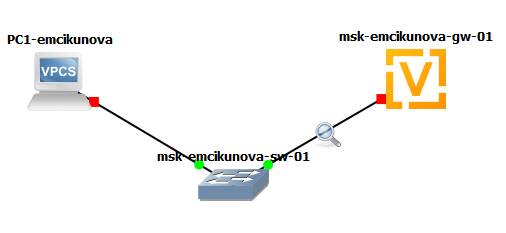 PC1-emcikunova
msk-emcikunova-gw-01
VPCS
V
msk-emcikunova-sw-01